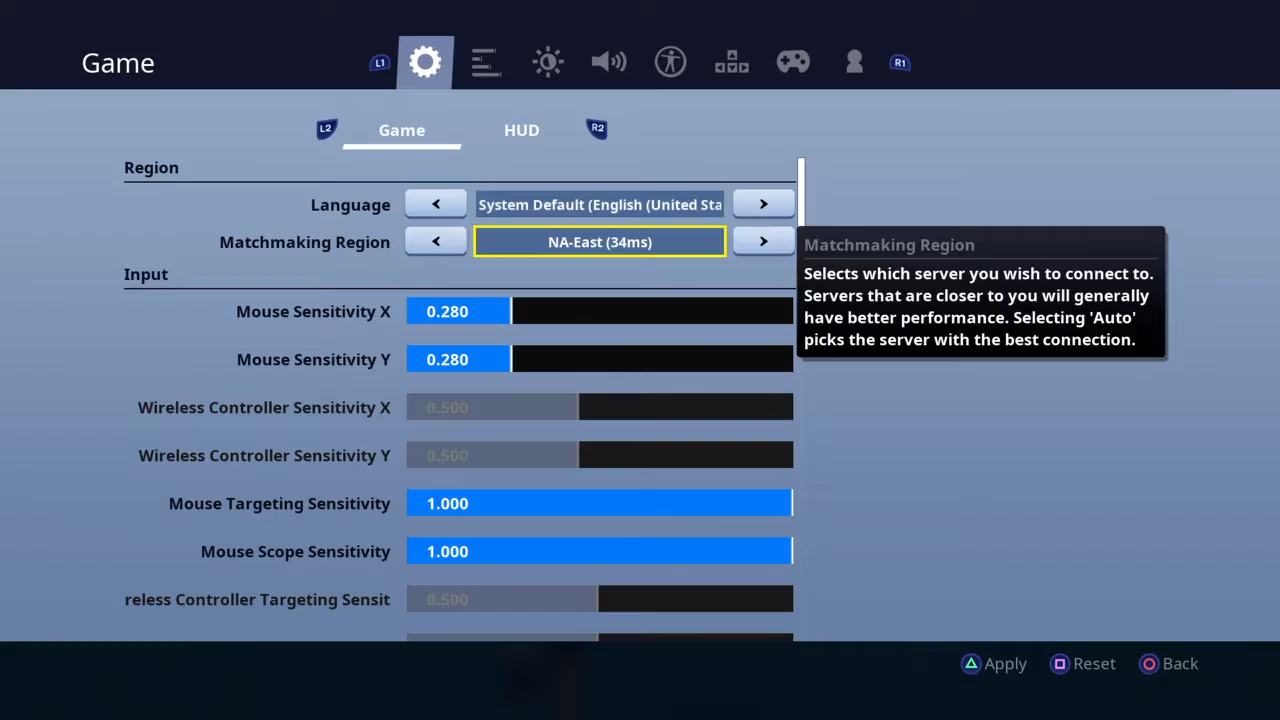 Game
L1
R1
L2
Game
HUD
R2
Region
Language
System Default (English (United Sta
Matchmaking Region
NA-East (34ms)
Matchmaking Region
Selects which server you wish to connect to.
Servers that are closer to you will generally
have better performance. Selecting 'Auto'
picks the server with the best connection.
Input
Mouse Sensitivity X
0.280
Mouse Sensitivity Y
0.280
Wireless Controller Sensitivity X
0.500
Wireless Controller Sensitivity Y
0.500
Mouse Targeting Sensitivity
1.000
Mouse Scope Sensitivity
1.000
reless Controller Targeting Sensit
0.500
Apply
Reset
Back